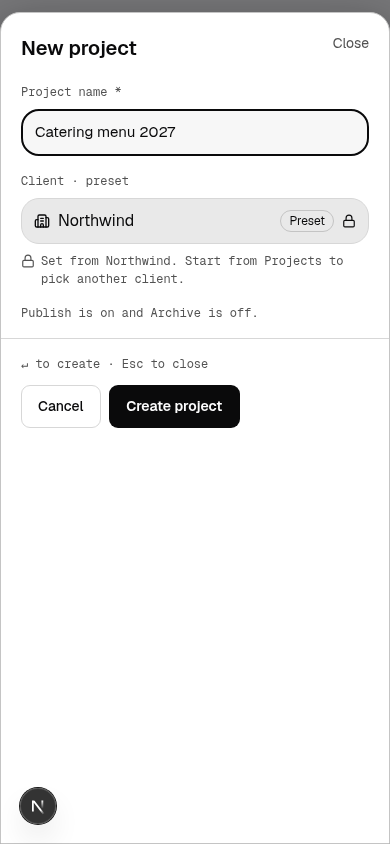 New project
Close
Project name *
Catering menu 2027
Client · preset
Northwind
Preset
Set from Northwind. Start from Projects to
pick another client.
Publish is on and Archive is off.
↵ to create · Esc to close
Cancel
Create project
N